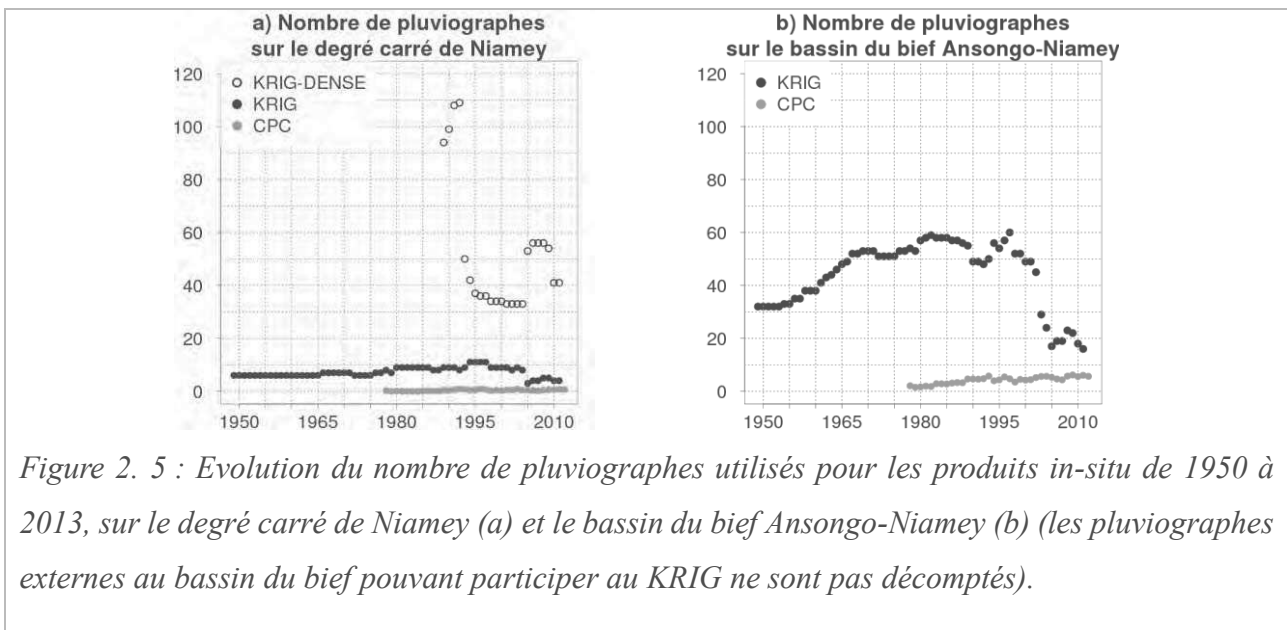 a) Nombre de pluviographes
sur le degré carré de Niamey
120
100
80
60
40
20
0
KRIG-DENSE
KRIG
CPC
1950 1965 1980 1995 2010
b) Nombre de pluviographes
sur le bassin du bief Ansongo-Niamey
120
100
80
60
40
20
0
KRIG
CPC
1950 1965 1980 1995 2010
Figure 2. 5 : Evolution du nombre de pluviographes utilisés pour les produits in-situ de 1950 à
2013, sur le degré carré de Niamey (a) et le bassin du bief Ansongo-Niamey (b) (les pluviographes
externes au bassin du bief pouvant participer au KRIG ne sont pas décomptés).